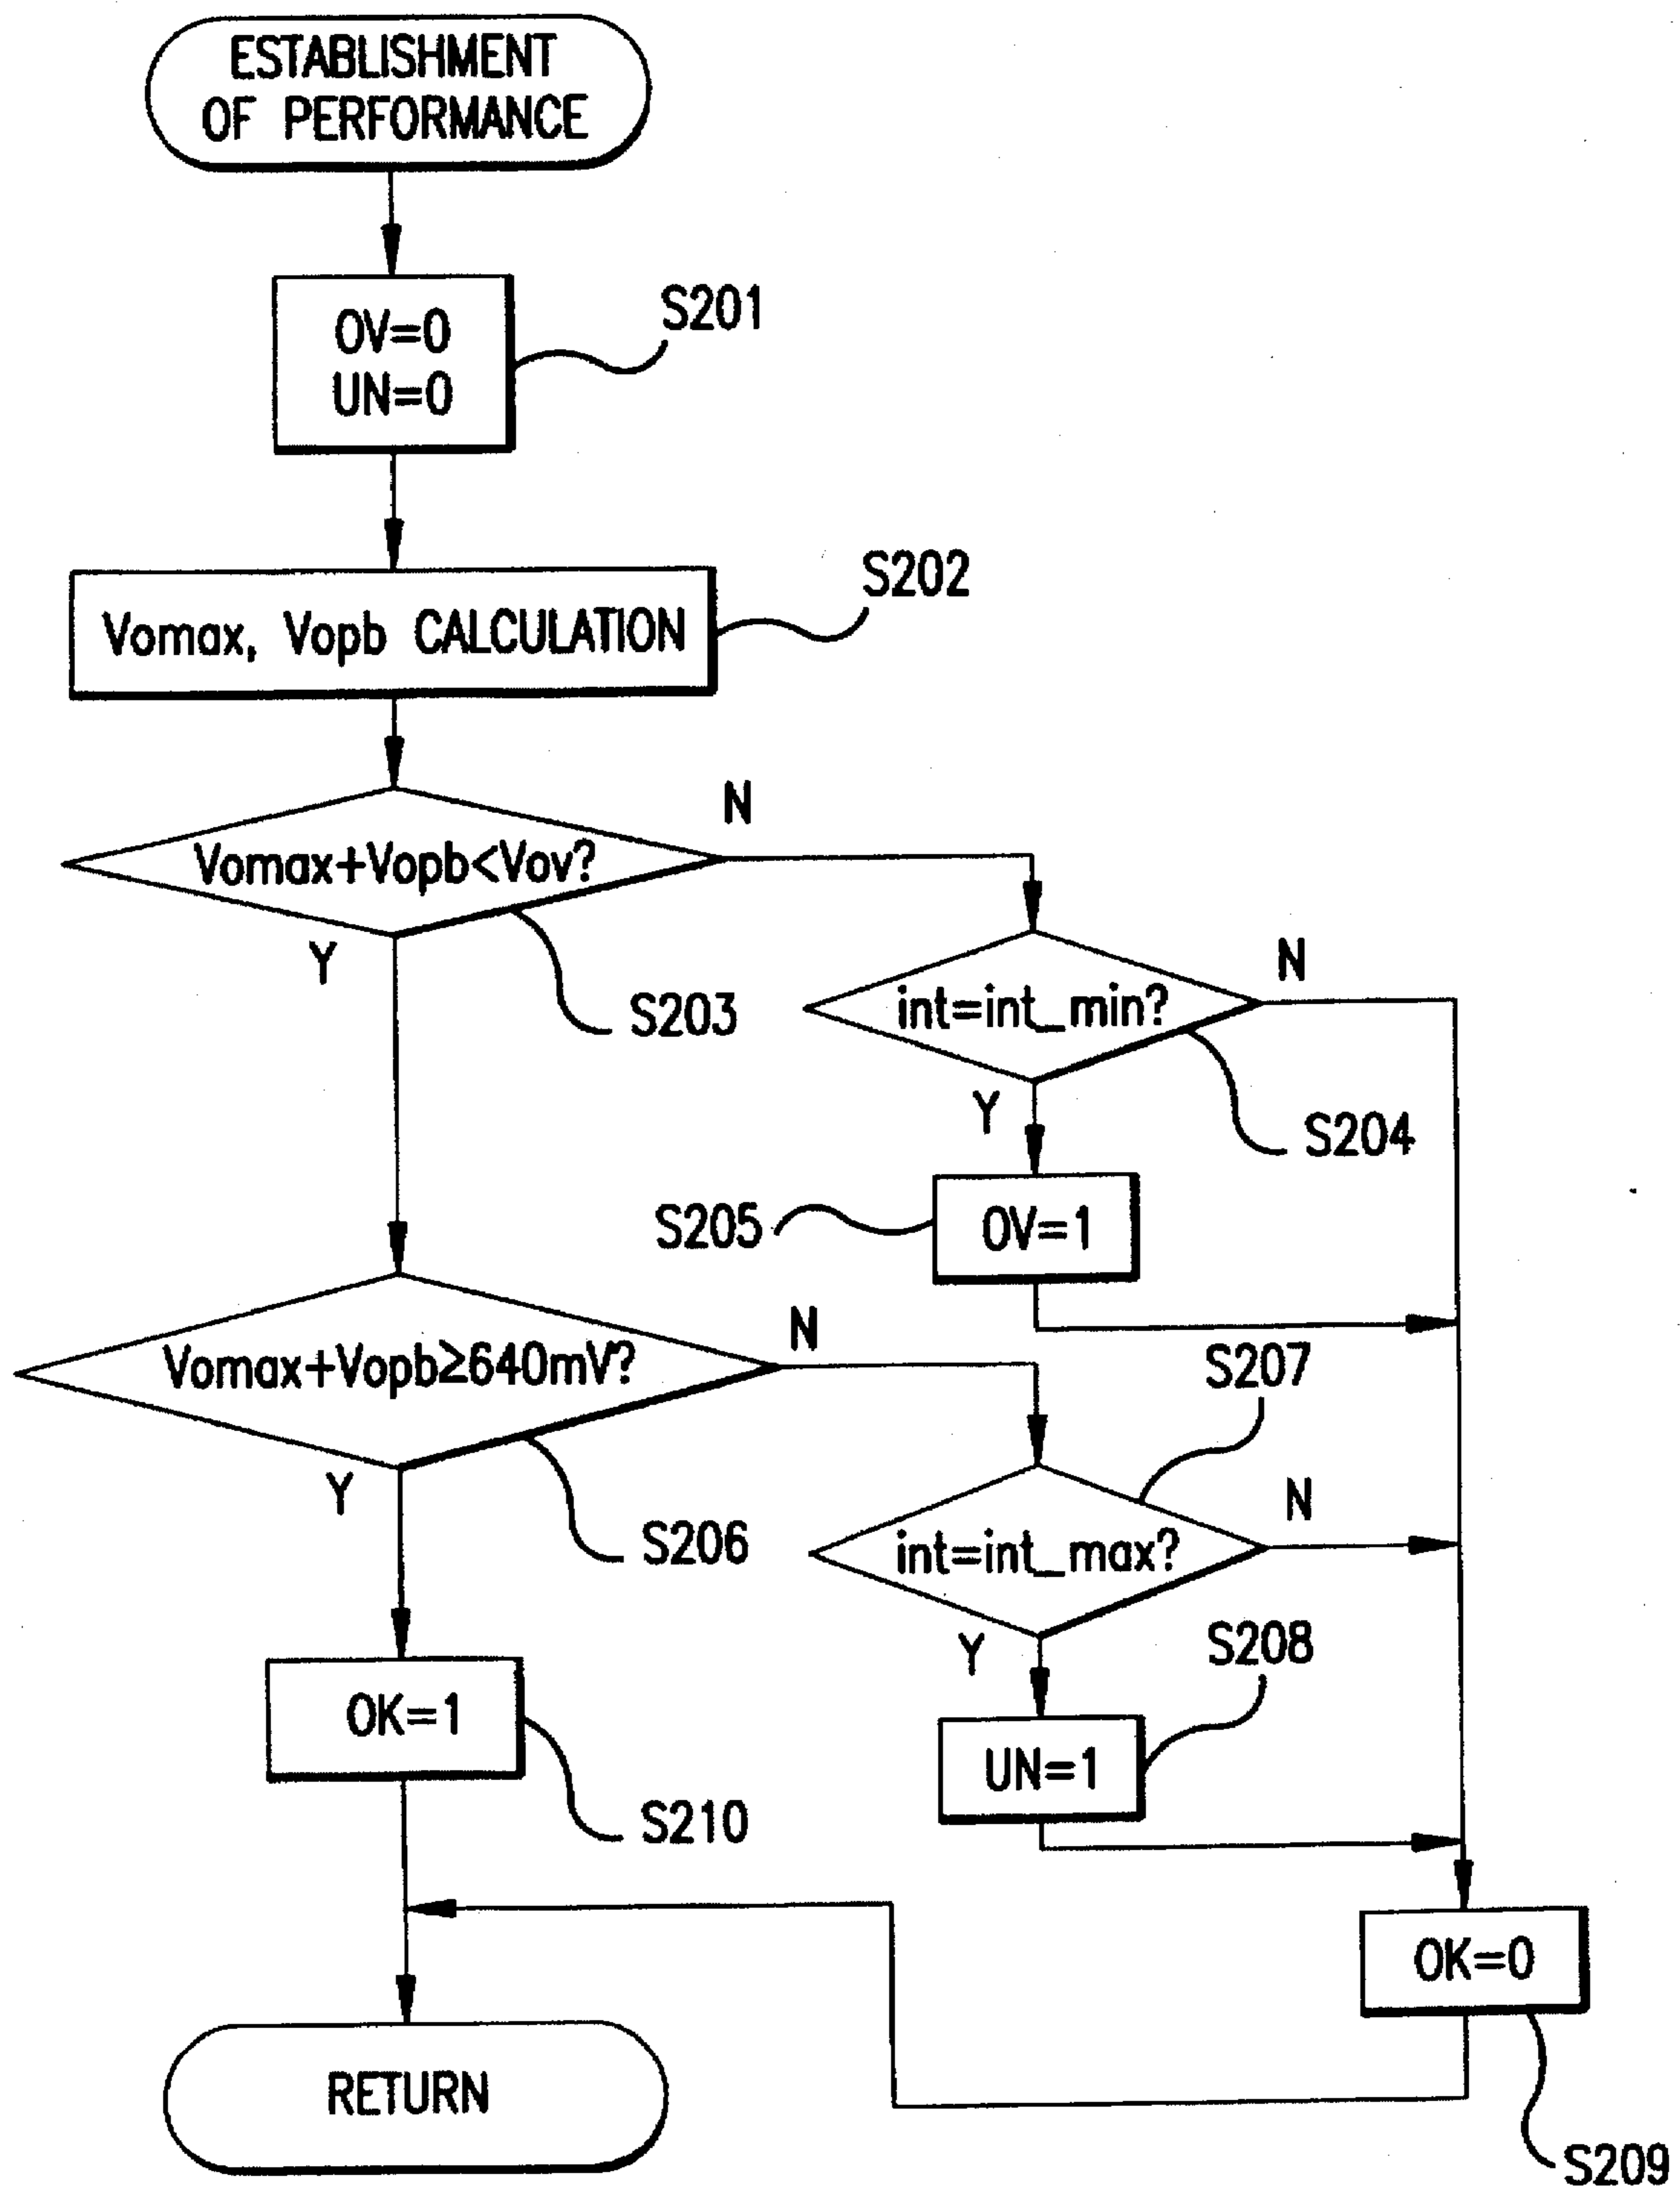 ESTABLISHMENT
OF PERFORMANCE
OV=0
UN=0
S201
Vomax, Vopb CALCULATION
S202
Vomax+Vopb<Vov?
N
Y
S203
int=int_min?
N
Y
S204
OV=1
S205
Vomax+Vopb≥640mV?
N
Y
S206
int=int_max?
S207
N
Y
UN=1
S208
OK=1
S210
OK=0
S209
RETURN